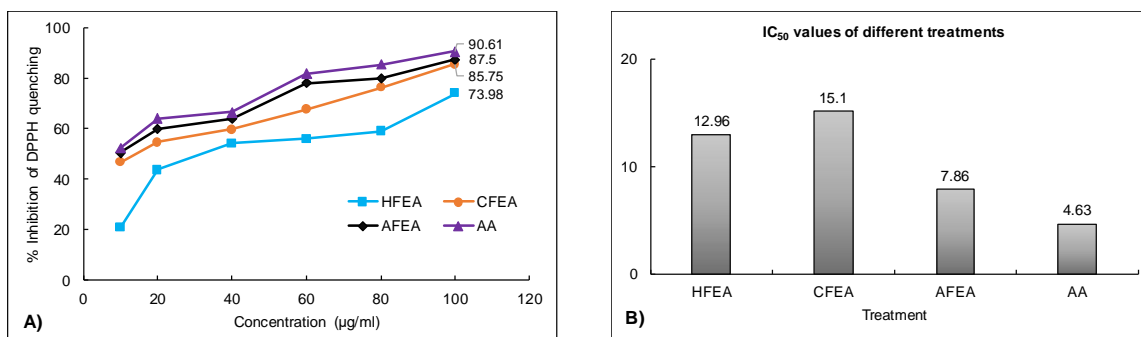 % Inhibition of DPPH quenching
100
80
60
40
20
0
0 20 40 60 80 100 120
90.61
87.5
85.75
73.98
HFEA CFEA
AFEA AA
Concentration (µg/ml)
A)
IC50 values of different treatments
20
10
0
12.96
15.1
7.86
4.63
HFEA CFEA AFEA AA
Treatment
B)